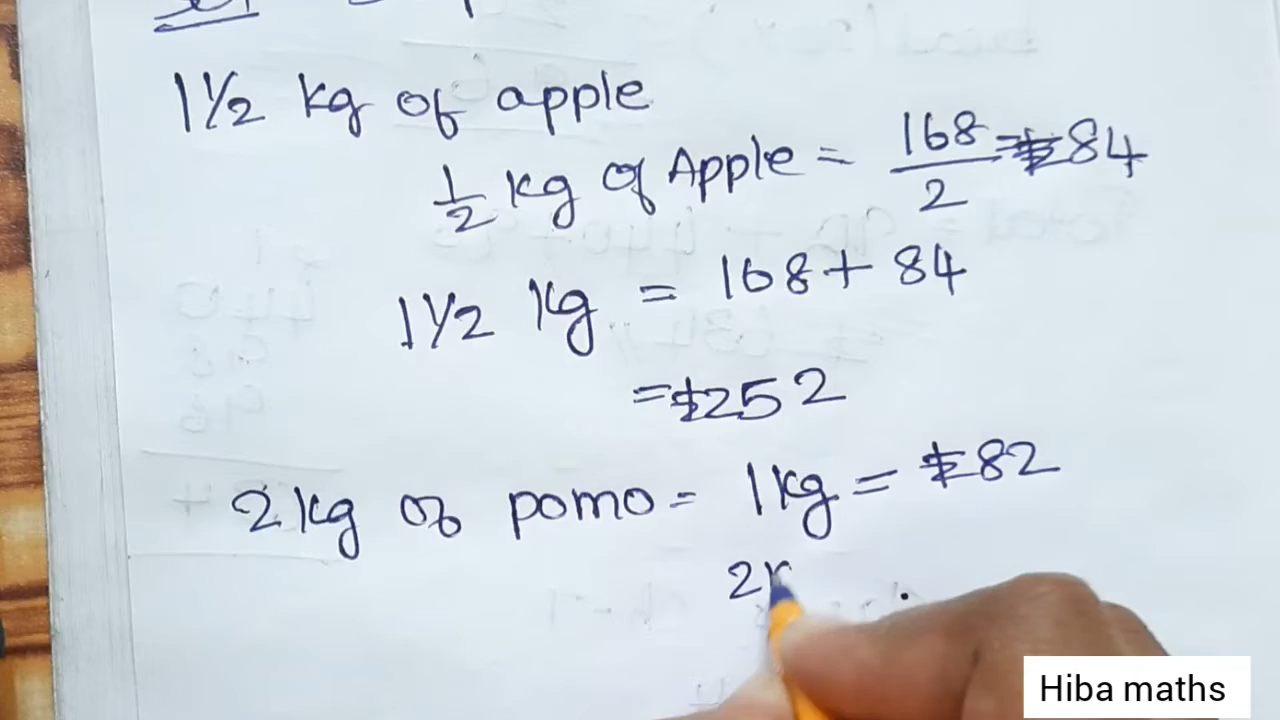 1½ kg of apple
½ kg of Apple = 168/2 = 84
1½ kg = 168 + 84
= ₹252
2 kg of pomo = 1 kg = ₹82
2k
Hiba maths